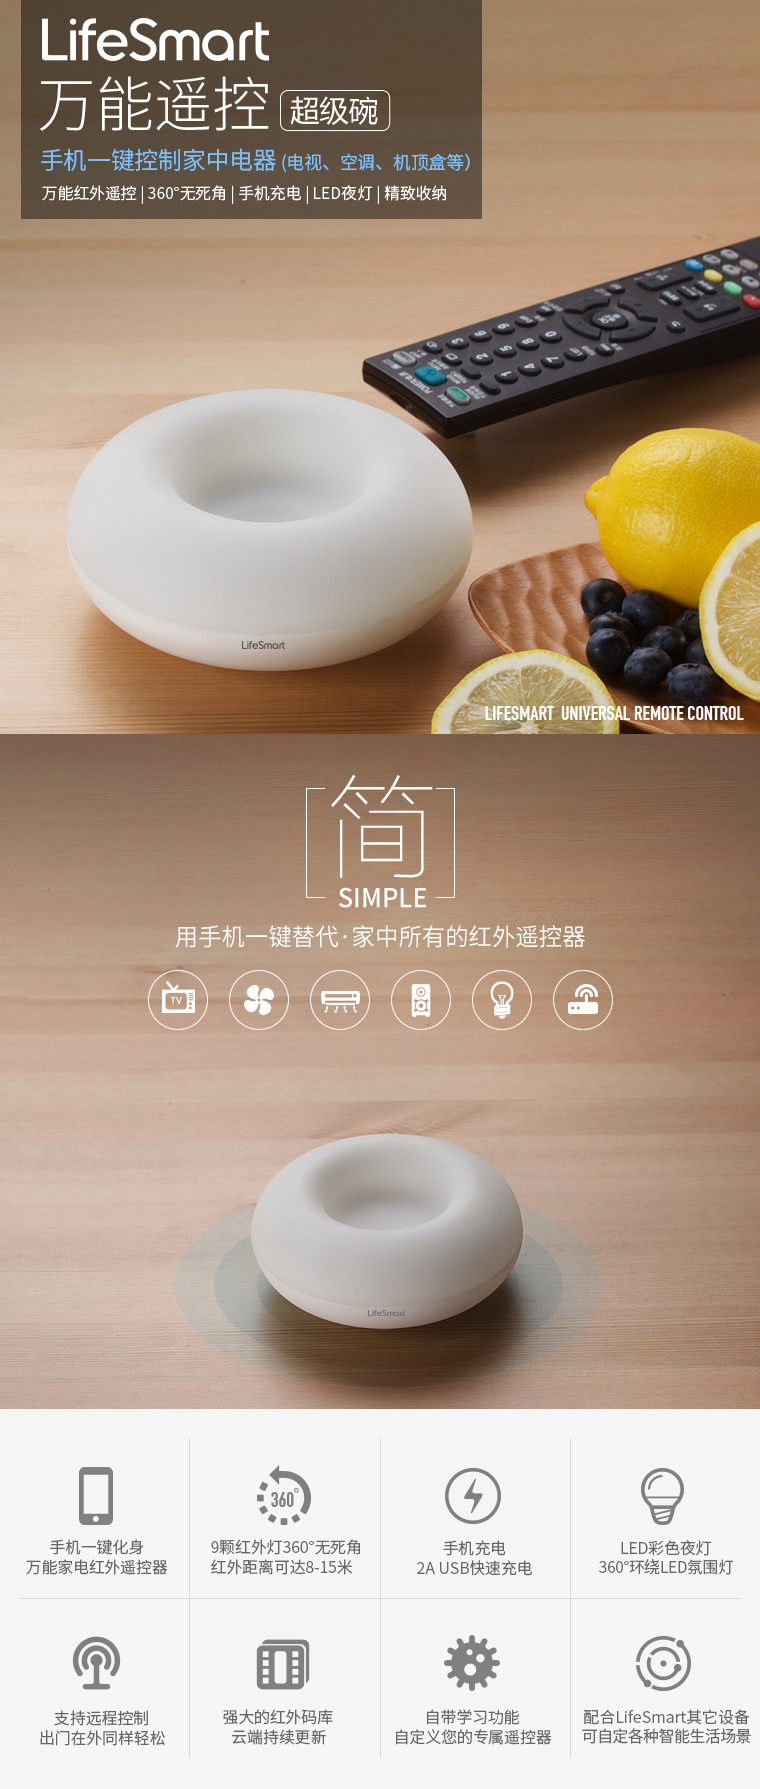 LifeSmart
万能遥控 超级碗
手机一键控制家中电器 (电视、空调、机顶盒等)
万能红外遥控 | 360°无死角 | 手机充电 | LED夜灯 | 精致收纳
LifeSmart
LIFESMART UNIVERSAL REMOTE CONTROL
简
SIMPLE
用手机一键替代·家中所有的红外遥控器
TV
LifeSmart
手机一键化身
万能家电红外遥控器
360°
9颗红外灯360°无死角
红外距离可达8-15米
手机充电
2A USB快速充电
LED彩色夜灯
360°环绕LED氛围灯
支持远程控制
出门在外同样轻松
强大的红外码库
云端持续更新
自带学习功能
自定义您的专属遥控器
配合LifeSmart其它设备
可自定各种智能生活场景